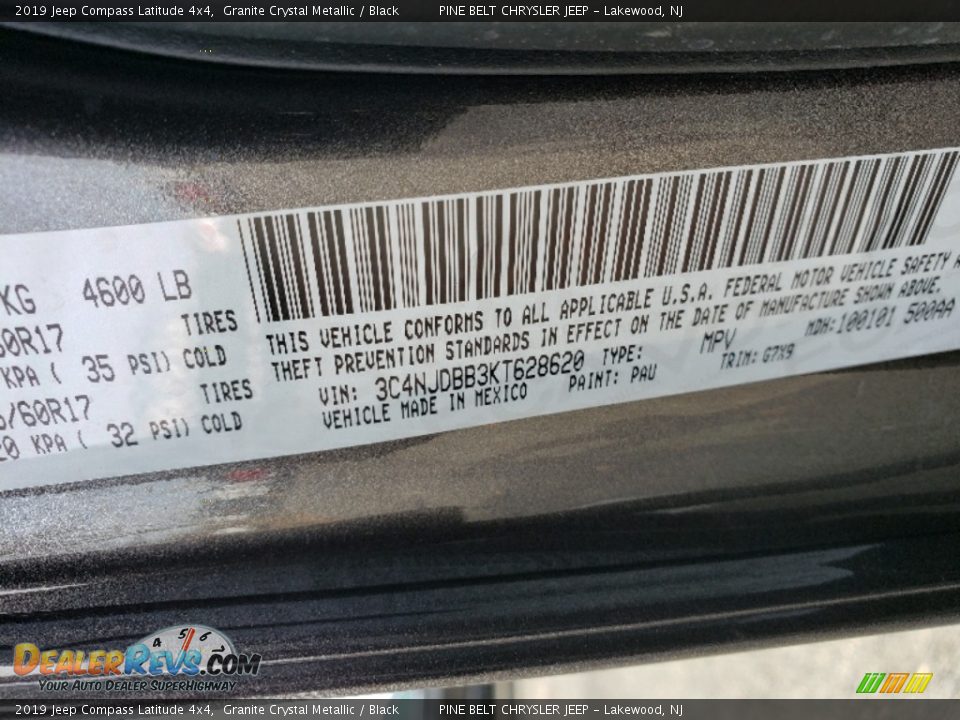 2019 Jeep Compass Latitude 4x4, Granite Crystal Metallic / Black PINE BELT CHRYSLER JEEP - Lakewood, NJ
KG 4600 LB
60R17 TIRES
KPA ( 35 PSI) COLD
/60R17 TIRES
20 KPA ( 32 PSI) COLD
THIS VEHICLE CONFORMS TO ALL APPLICABLE U.S.A. FEDERAL MOTOR VEHICLE SAFETY A
THEFT PREVENTION STANDARDS IN EFFECT ON THE DATE OF MANUFACTURE SHOWN ABOVE.
VIN: 3C4NJDBB3KT628620 TYPE: MPV MDH:100101 500AA
VEHICLE MADE IN MEXICO PAINT: PAU TRIM: G7X9
4 5 6
DEALERREVS.COM
YOUR AUTO DEALER SUPERHIGHWAY
2019 Jeep Compass Latitude 4x4, Granite Crystal Metallic / Black PINE BELT CHRYSLER JEEP - Lakewood, NJ